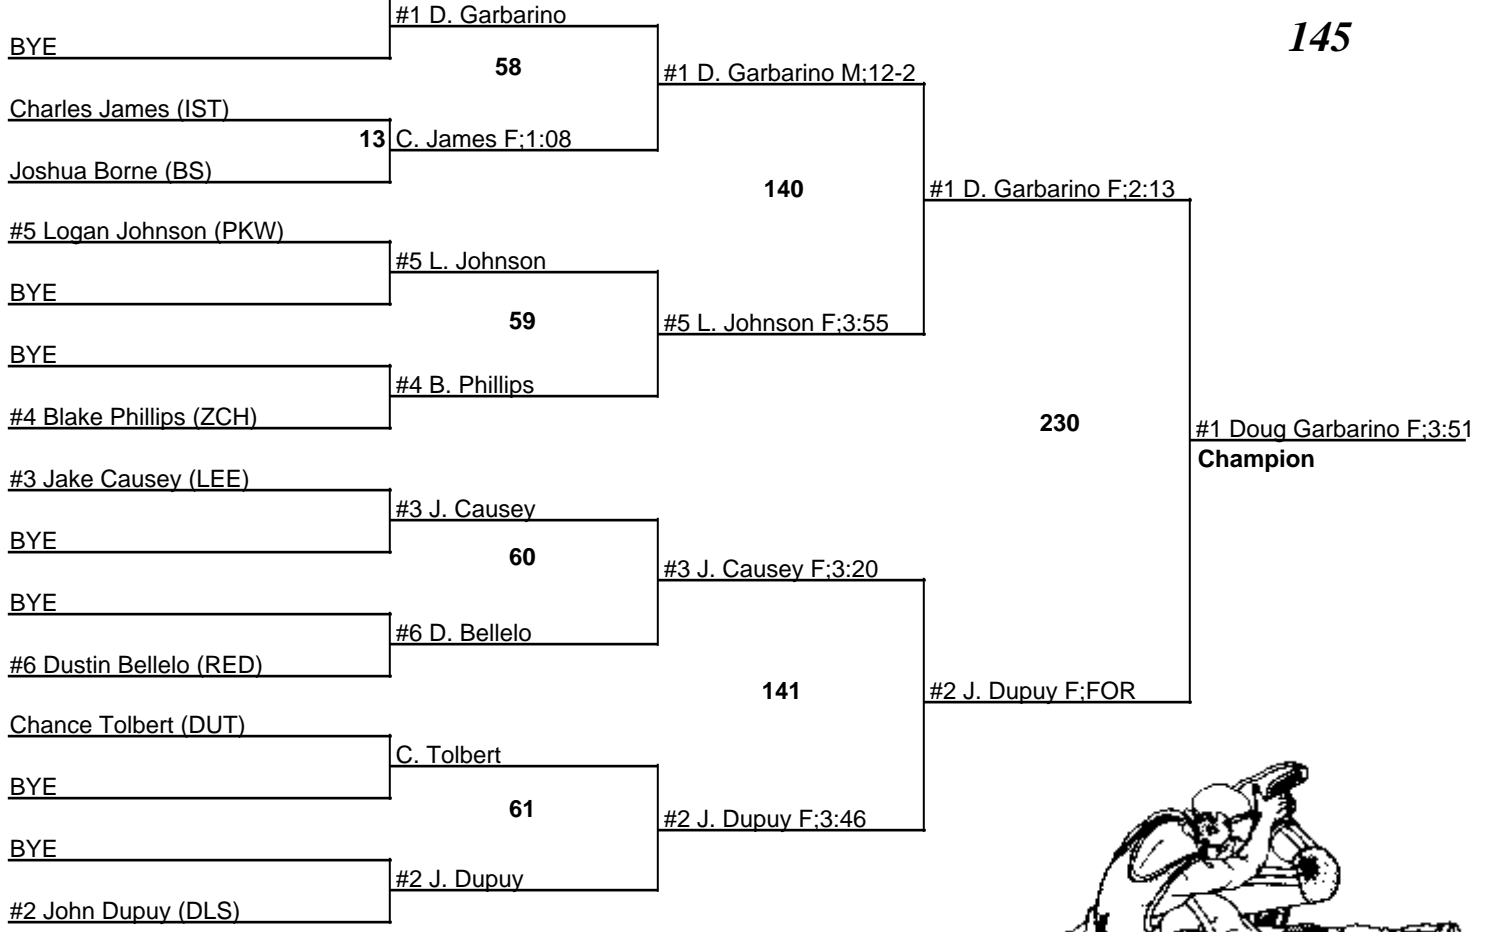 #1 D. Garbarino
145
BYE
58
#1 D. Garbarino M;12-2
Charles James (IST)
13 C. James F;1:08
Joshua Borne (BS)
140
#1 D. Garbarino F;2:13
#5 Logan Johnson (PKW)
#5 L. Johnson
BYE
59
#5 L. Johnson F;3:55
BYE
#4 B. Phillips
#4 Blake Phillips (ZCH)
230
#1 Doug Garbarino F;3:51
Champion
#3 Jake Causey (LEE)
#3 J. Causey
BYE
60
#3 J. Causey F;3:20
BYE
#6 D. Bellelo
#6 Dustin Bellelo (RED)
141
#2 J. Dupuy F;FOR
Chance Tolbert (DUT)
C. Tolbert
BYE
61
#2 J. Dupuy F;3:46
BYE
#2 J. Dupuy
#2 John Dupuy (DLS)